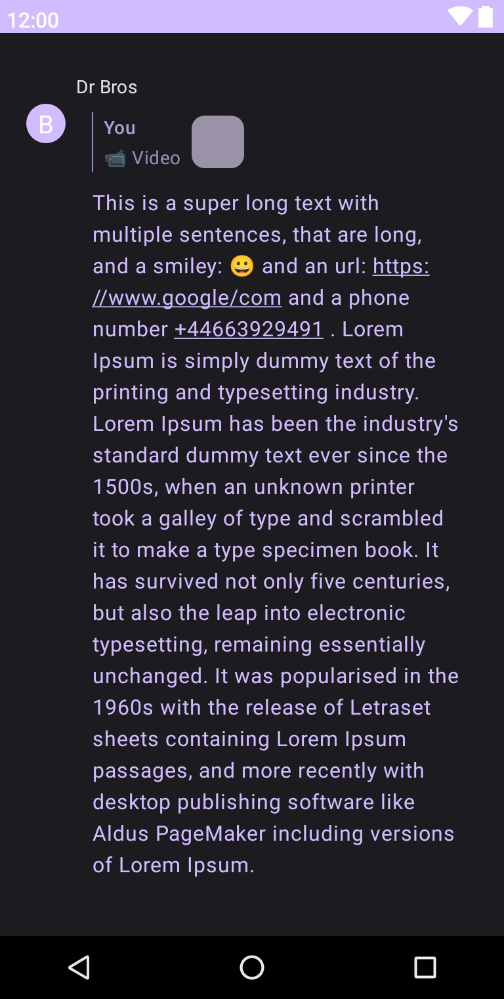 12:00
Dr Bros
B
You
📹 Video
This is a super long text with
multiple sentences, that are long,
and a smiley: 😀 and an url: https:
//www.google/com and a phone
number +44663929491 . Lorem
Ipsum is simply dummy text of the
printing and typesetting industry.
Lorem Ipsum has been the industry's
standard dummy text ever since the
1500s, when an unknown printer
took a galley of type and scrambled
it to make a type specimen book. It
has survived not only five centuries,
but also the leap into electronic
typesetting, remaining essentially
unchanged. It was popularised in the
1960s with the release of Letraset
sheets containing Lorem Ipsum
passages, and more recently with
desktop publishing software like
Aldus PageMaker including versions
of Lorem Ipsum.